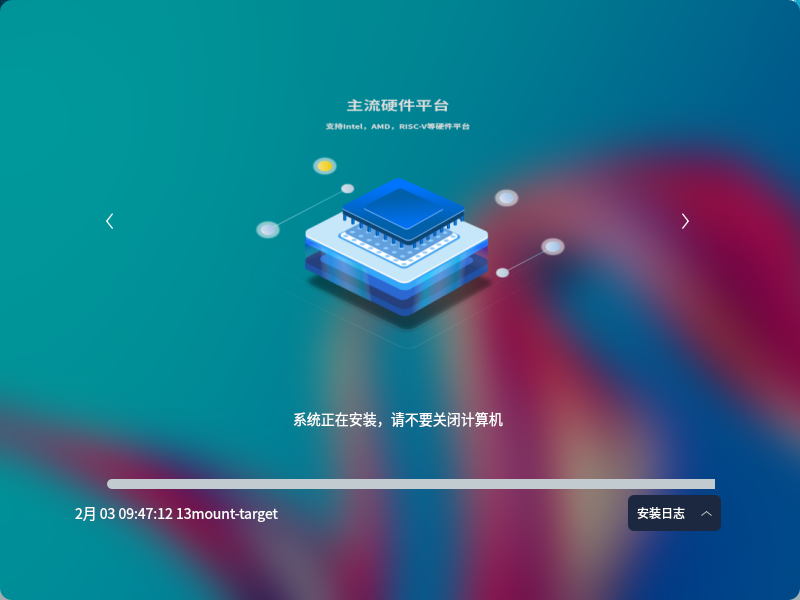 主流硬件平台
支持Intel，AMD，RISC-V等硬件平台
系统正在安装，请不要关闭计算机
2月 03 09:47:12 13mount-target
安装日志